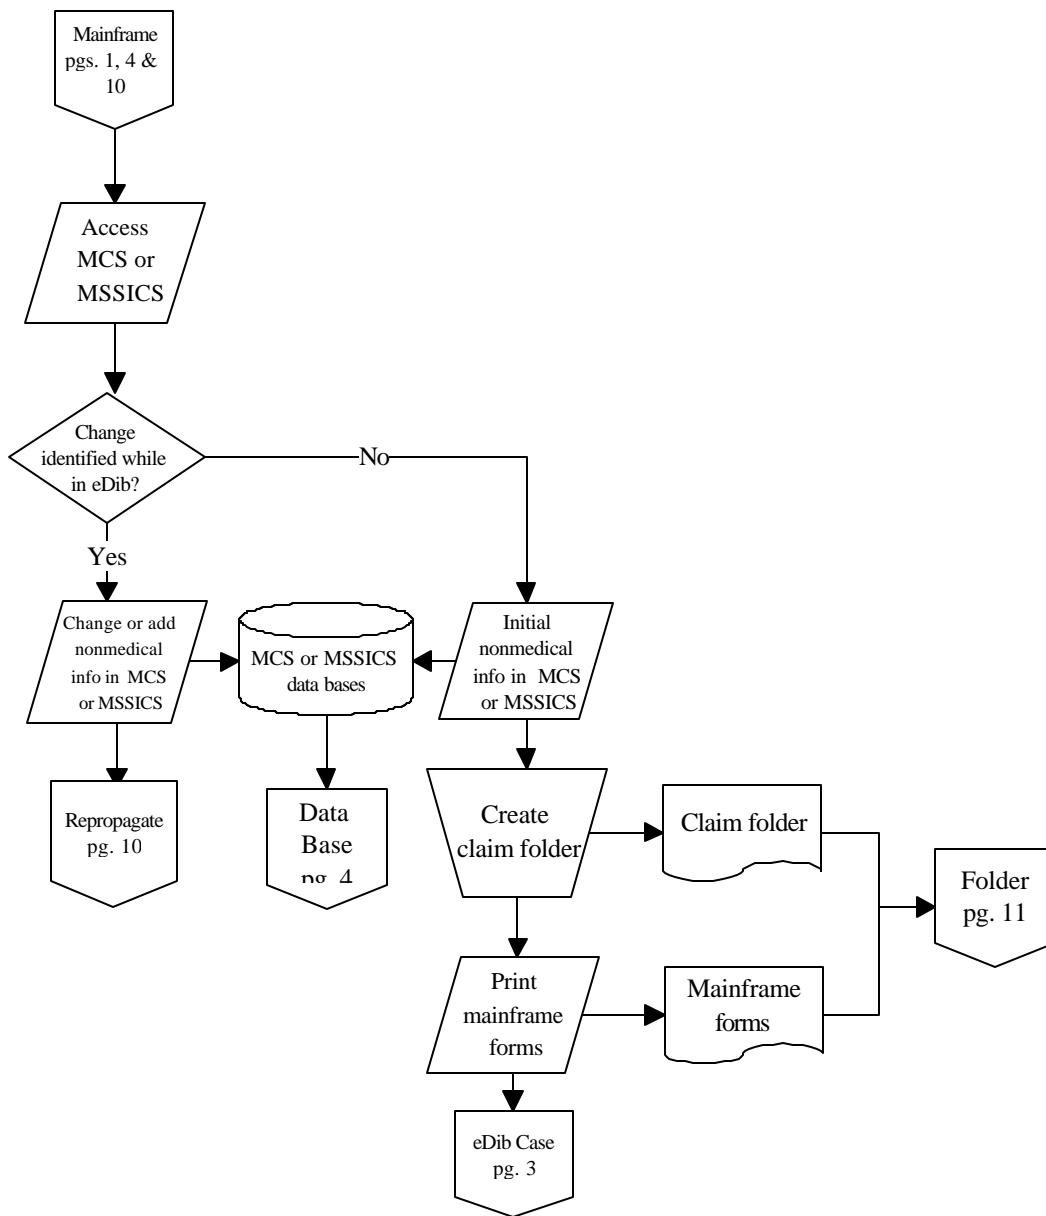 Mainframe
pgs. 1, 4 &
10
Access
MCS or
MSSICS
Change
identified while
in eDib?
No
Yes
Change or add
nonmedical
info in MCS
or MSSICS
MCS or MSSICS
data bases
Initial
nonmedical
info in MCS
or MSSICS
Repropagate
pg. 10
Data
Base
pg. 4
Create
claim folder
Claim folder
Folder
pg. 11
Print
mainframe
forms
Mainframe
forms
eDib Case
pg. 3